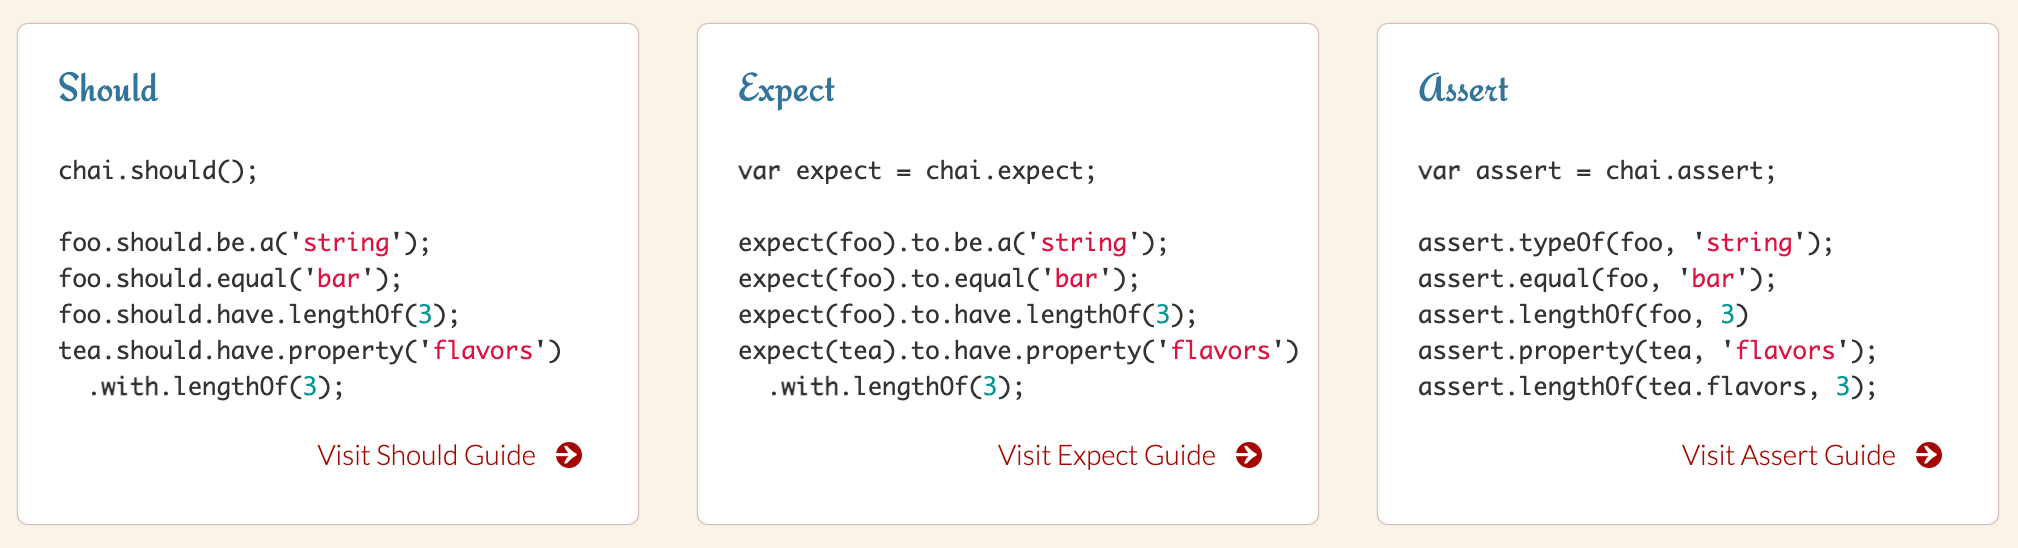 Should
chai.should();
foo.should.be.a('string');
foo.should.equal('bar');
foo.should.have.lengthOf(3);
tea.should.have.property('flavors')
  .with.lengthOf(3);
Visit Should Guide
Expect
var expect = chai.expect;
expect(foo).to.be.a('string');
expect(foo).to.equal('bar');
expect(foo).to.have.lengthOf(3);
expect(tea).to.have.property('flavors')
  .with.lengthOf(3);
Visit Expect Guide
Assert
var assert = chai.assert;
assert.typeOf(foo, 'string');
assert.equal(foo, 'bar');
assert.lengthOf(foo, 3)
assert.property(tea, 'flavors');
assert.lengthOf(tea.flavors, 3);
Visit Assert Guide